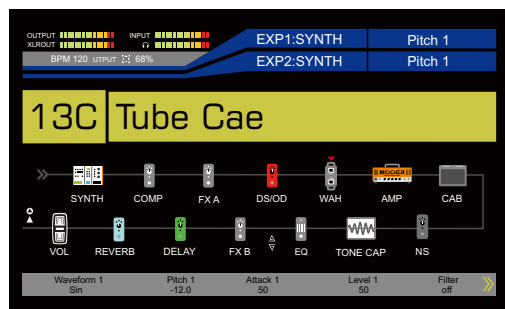 OUTPUT INPUT
XLROUT
BPM 120 UTPUT 68%
EXP1:SYNTH Pitch 1
EXP2:SYNTH Pitch 1
13C Tube Cae
MOOER
SYNTH COMP FX A DS/OD WAH AMP CAB
VOL REVERB DELAY FX B EQ TONE CAP NS
Waveform 1 Pitch 1 Attack 1 Level 1 Filter
Sin -12.0 50 50 off